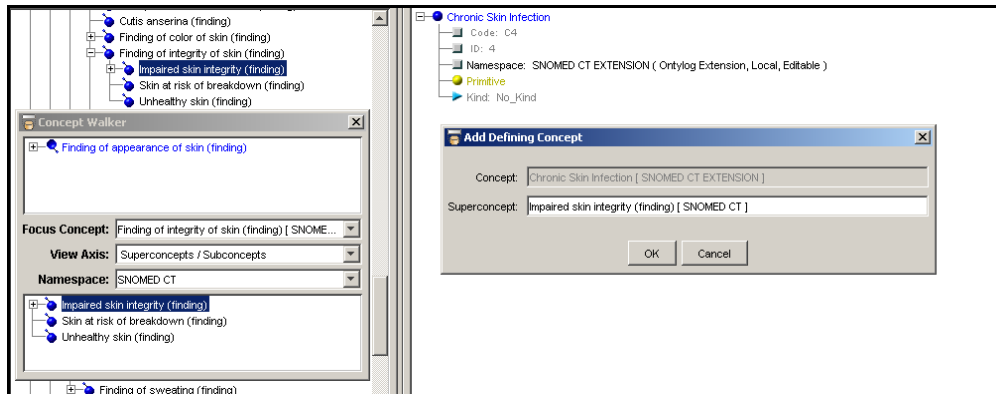 Cutis anserina (finding)
Finding of color of skin (finding)
Finding of integrity of skin (finding)
Impaired skin integrity (finding)
Skin at risk of breakdown (finding)
Unhealthy skin (finding)
Concept Walker
Finding of appearance of skin (finding)
Focus Concept: Finding of integrity of skin (finding) [ SNOME...
View Axis: Superconcepts / Subconcepts
Namespace: SNOMED CT
Impaired skin integrity (finding)
Skin at risk of breakdown (finding)
Unhealthy skin (finding)
Finding of sweating (finding)
Chronic Skin Infection
Code: C4
ID: 4
Namespace: SNOMED CT EXTENSION ( Ontylog Extension, Local, Editable )
Primitive
Kind: No_Kind
Add Defining Concept
Concept: Chronic Skin Infection [ SNOMED CT EXTENSION ]
Superconcept: Impaired skin integrity (finding) [ SNOMED CT ]
OK Cancel